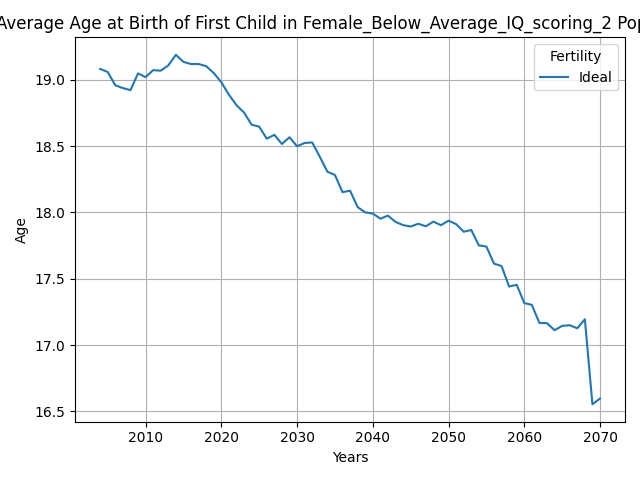 Average Age at Birth of First Child in Female_Below_Average_IQ_scoring_2
Fertility
Ideal
19.0
18.5
18.0
17.5
17.0
16.5
Age
2010 2020 2030 2040 2050 2060 2070
Years